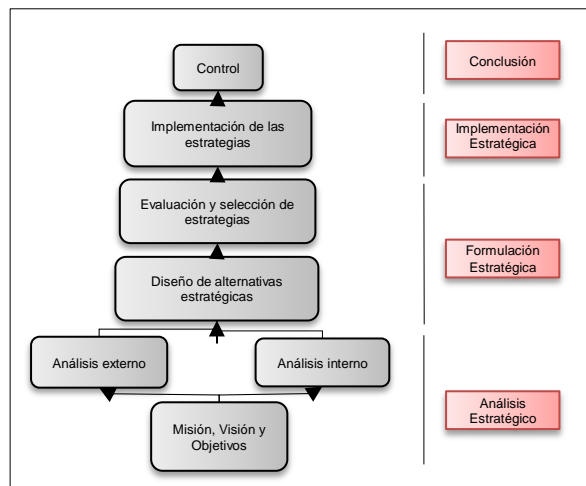 Control
Conclusión
Implementación de las
estrategias
Implementación
Estratégica
Evaluación y selección de
estrategias
Diseño de alternativas
estratégicas
Formulación
Estratégica
Análisis externo
Análisis interno
Misión, Visión y
Objetivos
Análisis
Estratégico